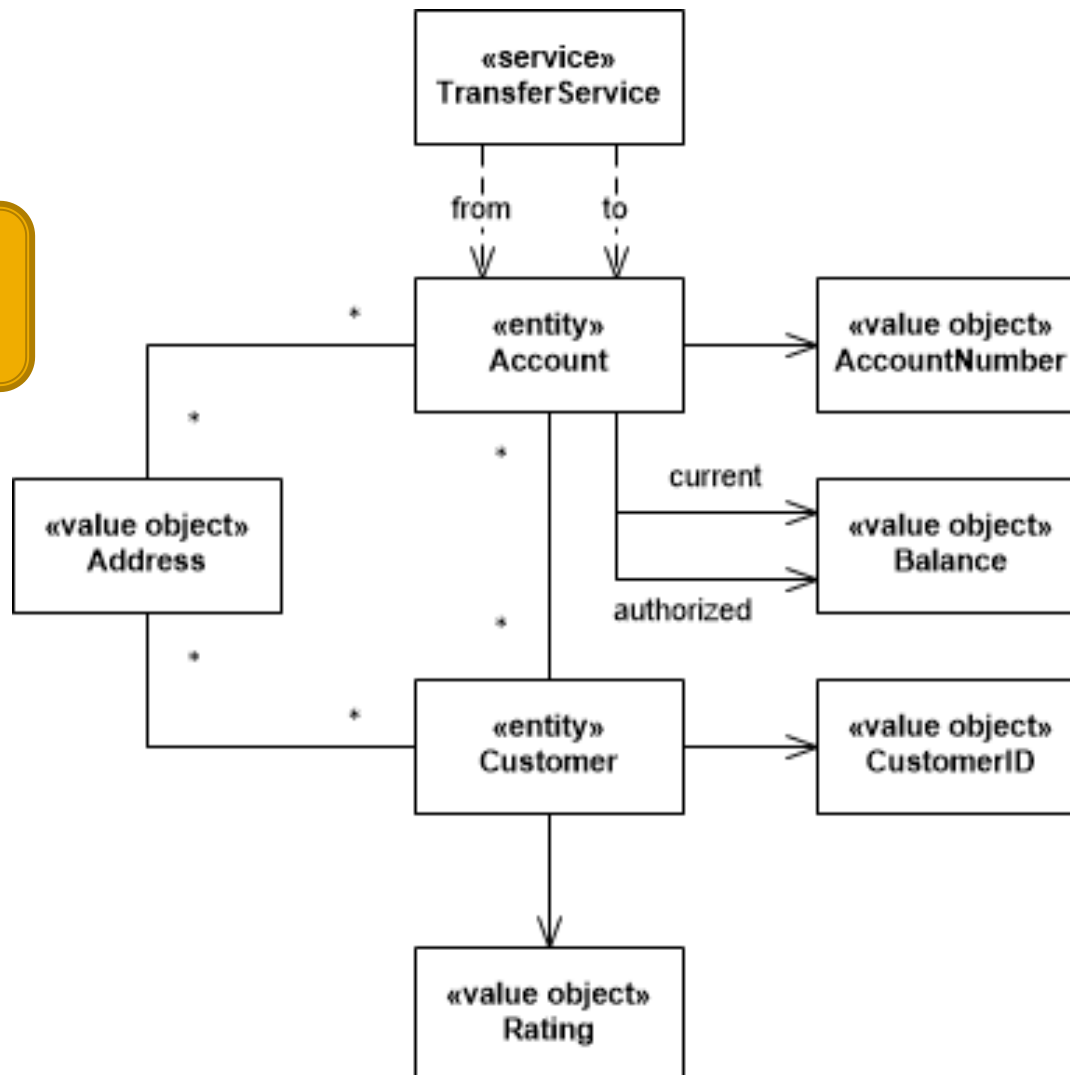 «service»
TransferService
from
to
*
«entity»
Account
«value object»
AccountNumber
*
*
current
«value object»
Address
«value object»
Balance
authorized
*
*
*
«entity»
Customer
«value object»
CustomerID
«value object»
Rating